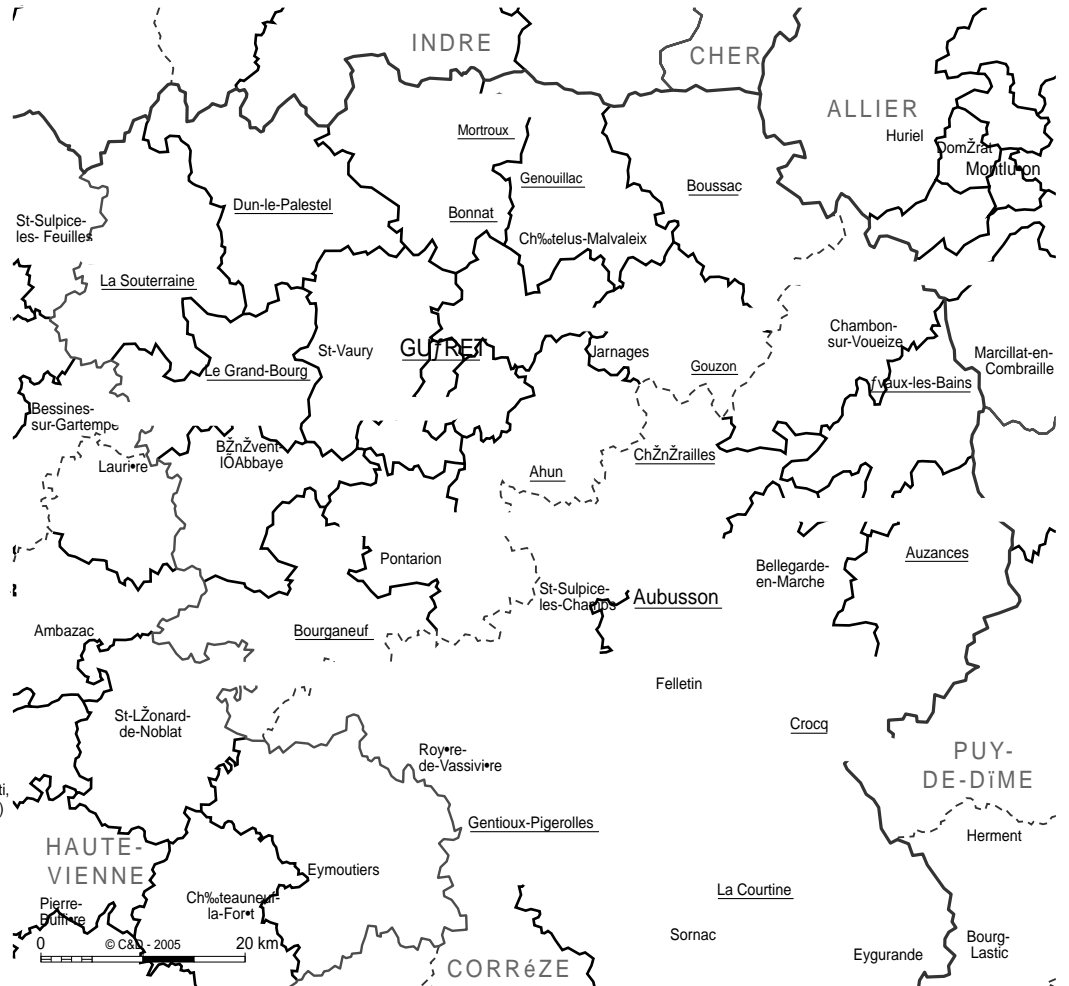 INDRE
CHER
ALLIER
Mortroux
Huriel
DomŽrat
Montlu•on
Genouillac
Boussac
Dun-le-Palestel
Bonnat
St-Sulpice-
les- Feuilles
Ch‰telus-Malvaleix
La Souterraine
Chambon-
sur-Voueize
St-Vaury
GUƒRET
Jarnages
Marcillat-en-
Combraille
Le Grand-Bourg
Gouzon
ƒvaux-les-Bains
Bessines-
sur-Gartempe
BŽnŽvent-
lÕAbbaye
ChŽnŽrailles
Lauri•re
Ahun
Pontarion
Auzances
Bellegarde-
en-Marche
St-Sulpice-
les-Champs
Aubusson
Ambazac
Bourganeuf
Felletin
St-LŽonard-
de-Noblat
Crocq
Roy•re-
de-Vassivi•re
PUY-
DE-DïME
ti,
)
Gentioux-Pigerolles
Herment
HAUTE-
VIENNE
Eymoutiers
La Courtine
Pierre-
Buffi•re
Ch‰teauneuf-
la-For•t
Sornac
Bourg-
Lastic
0 © C&D - 2005 20 km
Eygurande
CORRéZE